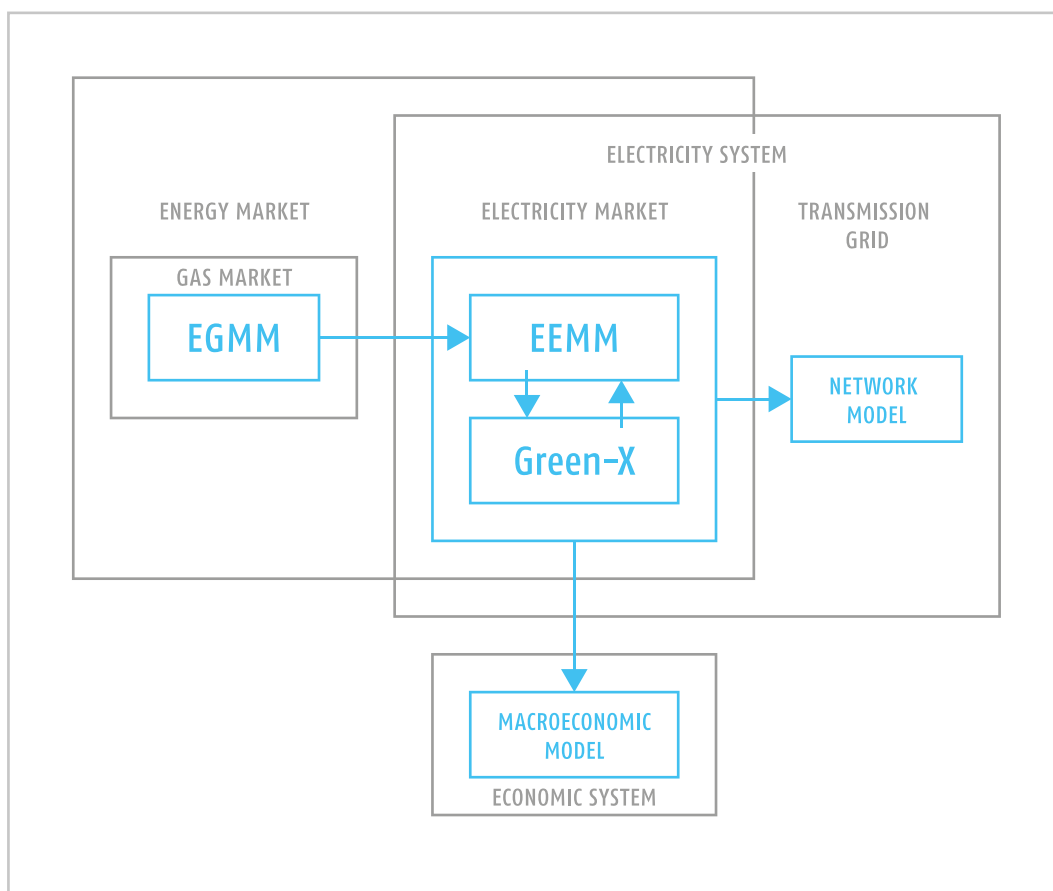 ELECTRICITY SYSTEM
ENERGY MARKET
ELECTRICITY MARKET
TRANSMISSION
GRID
GAS MARKET
EGMM
EEMM
Green-X
NETWORK
MODEL
MACROECONOMIC
MODEL
ECONOMIC SYSTEM